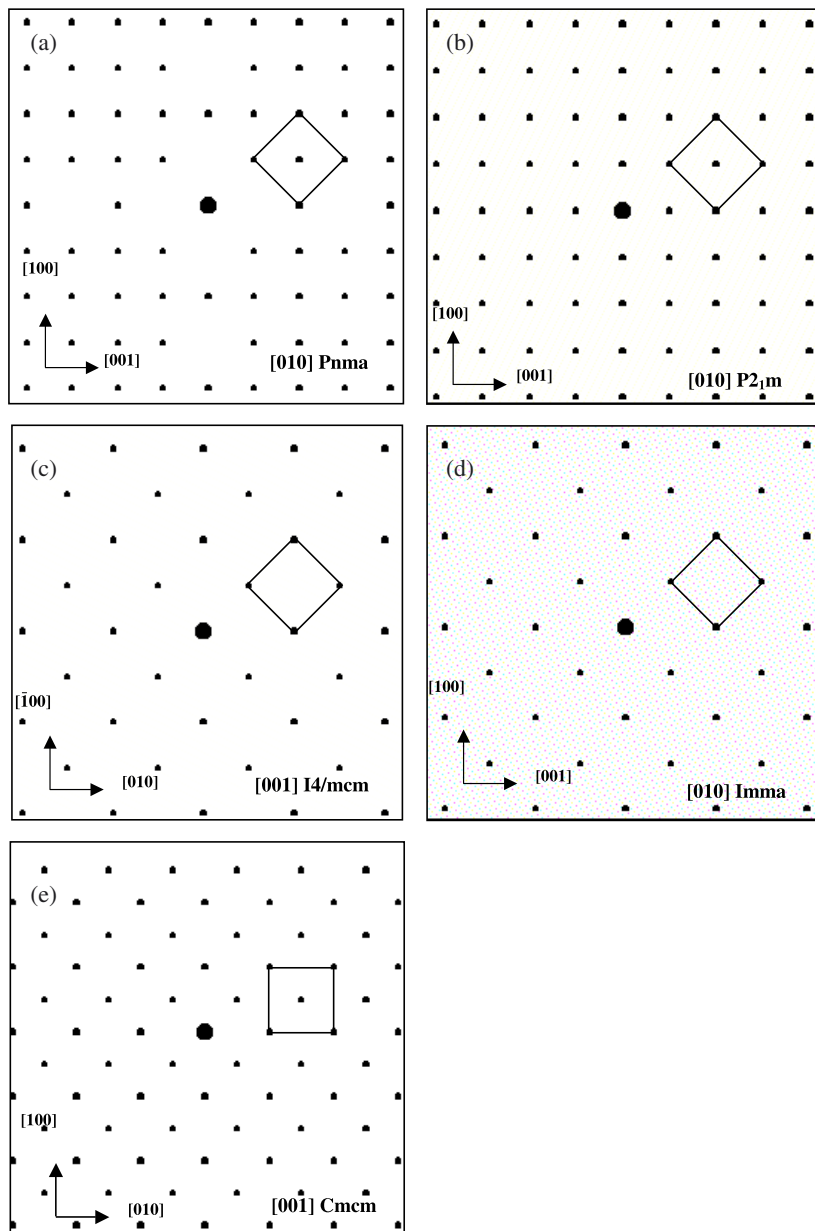 (a)
[100]
[001]
[010] Pnma
(b)
[100]
[001]
[010] P2₁m
(c)
[1̄00]
[010]
[001] I4/mcm
(d)
[100]
[001]
[010] Imma
(e)
[100]
[010]
[001] Cmcm